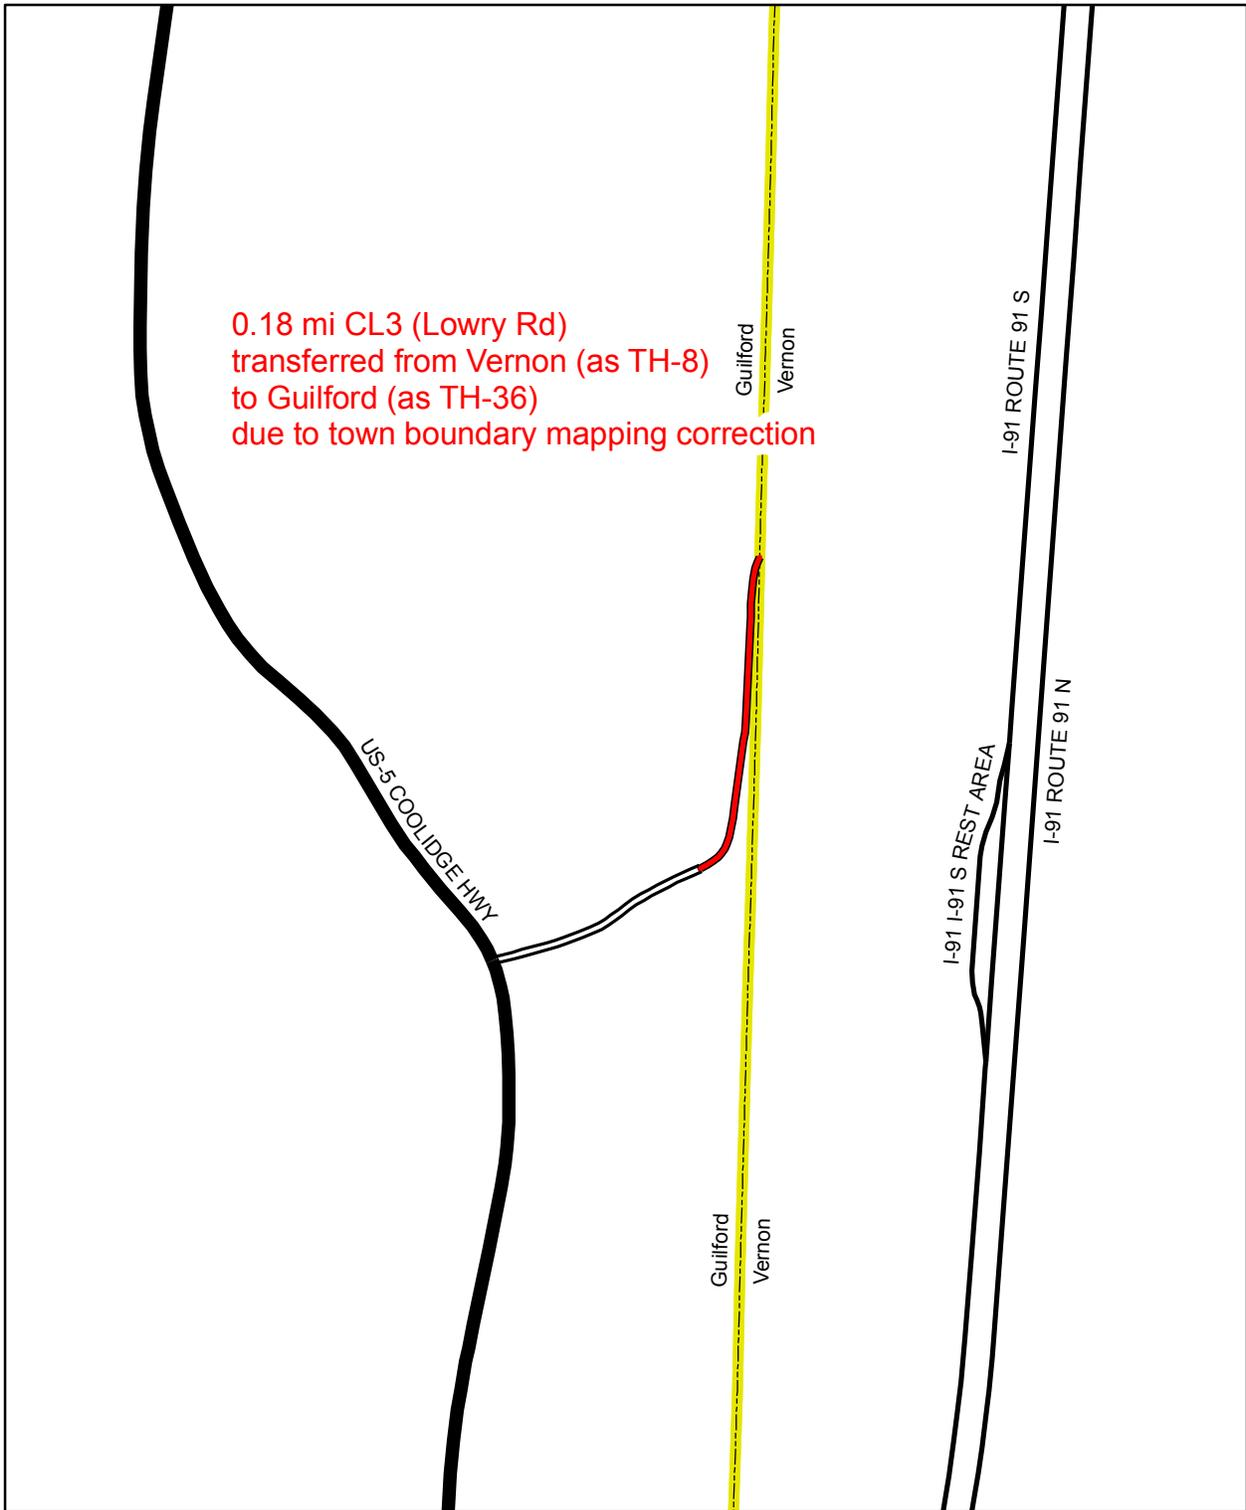 0.18 mi CL3 (Lowry Rd)
transferred from Vernon (as TH-8)
to Guilford (as TH-36)
due to town boundary mapping correction
Guilford
Vernon
I-91 ROUTE 91 S
US-5 COOLIDGE HWY
I-91 I-91 S REST AREA
I-91 ROUTE 91 N
Guilford
Vernon